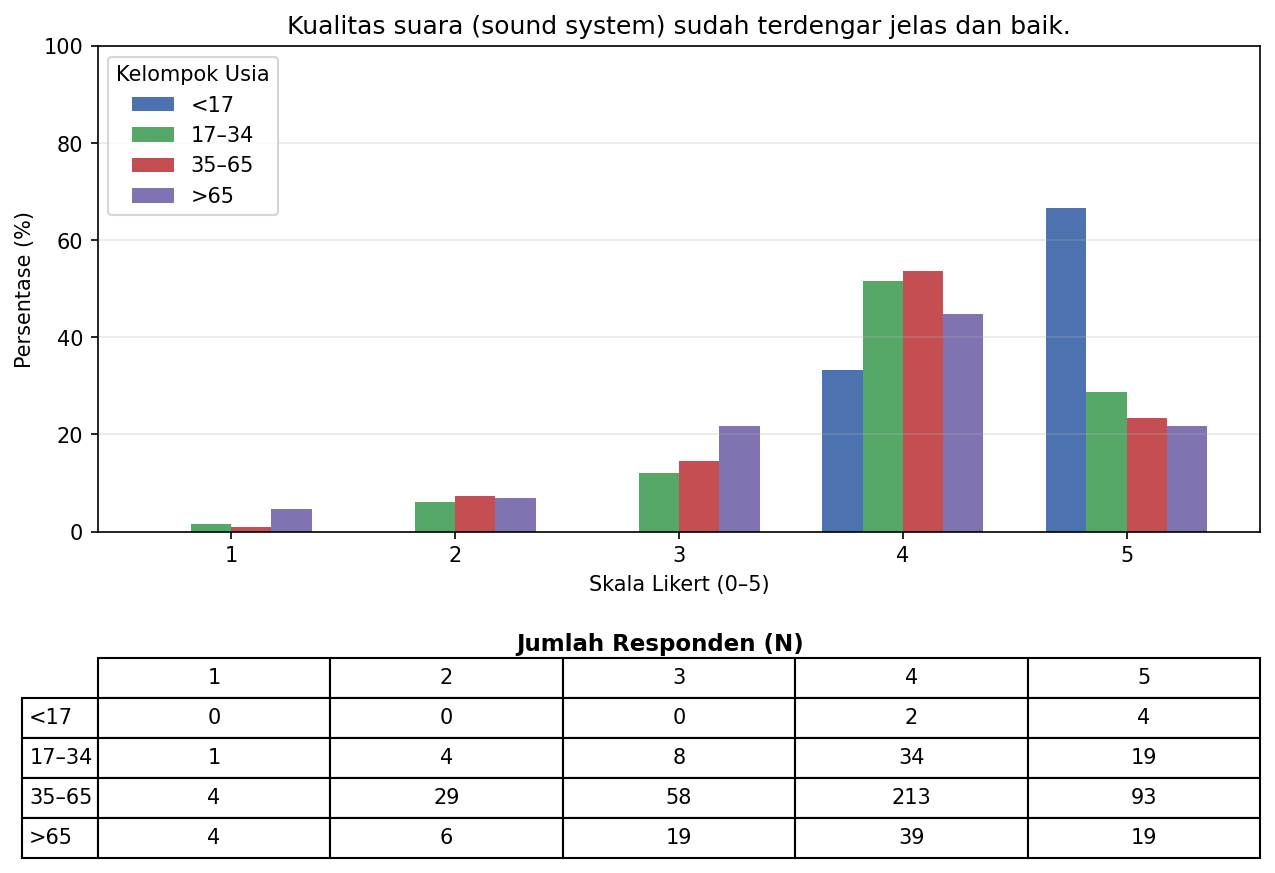 Kualitas suara (sound system) sudah terdengar jelas dan baik.
Kelompok Usia
<17
17–34
35–65
>65
Persentase (%)
100
80
60
40
20
0
1 2 3 4 5
Skala Likert (0–5)
Jumlah Responden (N)
1 2 3 4 5
<17 0 0 0 2 4
17–34 1 4 8 34 19
35–65 4 29 58 213 93
>65 4 6 19 39 19